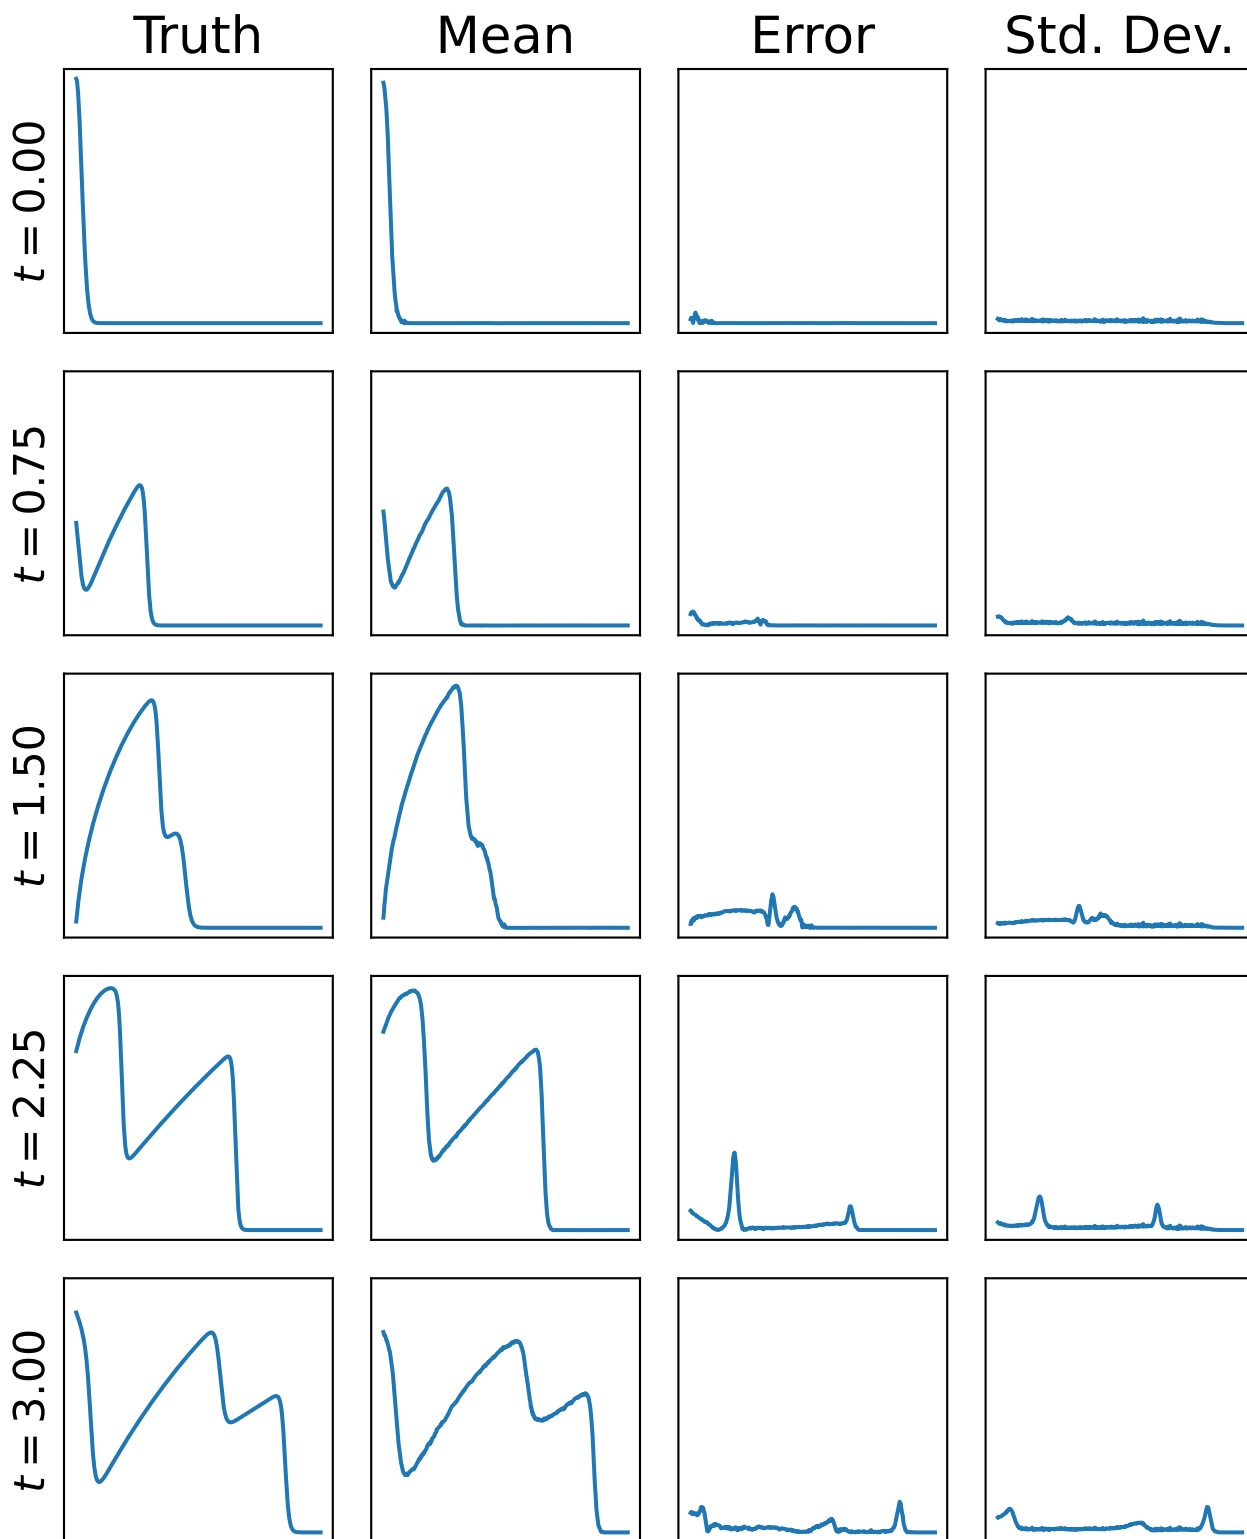 Truth Mean Error Std. Dev.
t = 0.00
t = 0.75
t = 1.50
t = 2.25
t = 3.00